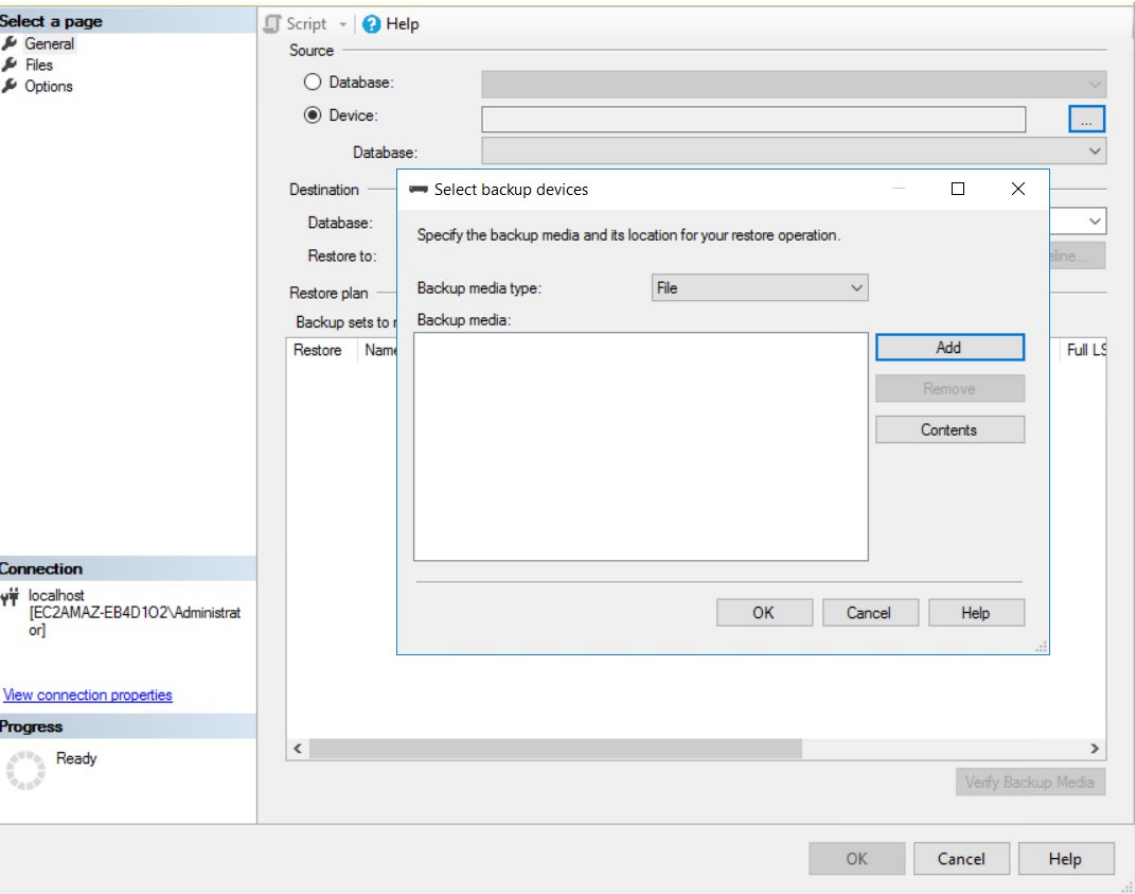 Select a page
General
Files
Options
Script
Help
Source
Database:
Device:
...
Database:
Destination
Database:
Restore to:
Restore plan
Backup sets to
Restore
Name
Full LS
Select backup devices
Specify the backup media and its location for your restore operation.
Backup media type:
File
Backup media:
Add
Remove
Contents
OK
Cancel
Help
Connection
localhost
[EC2AMAZ-EB4D1O2\Administrat
or]
View connection properties
Progress
Ready
Verify Backup Media
OK
Cancel
Help